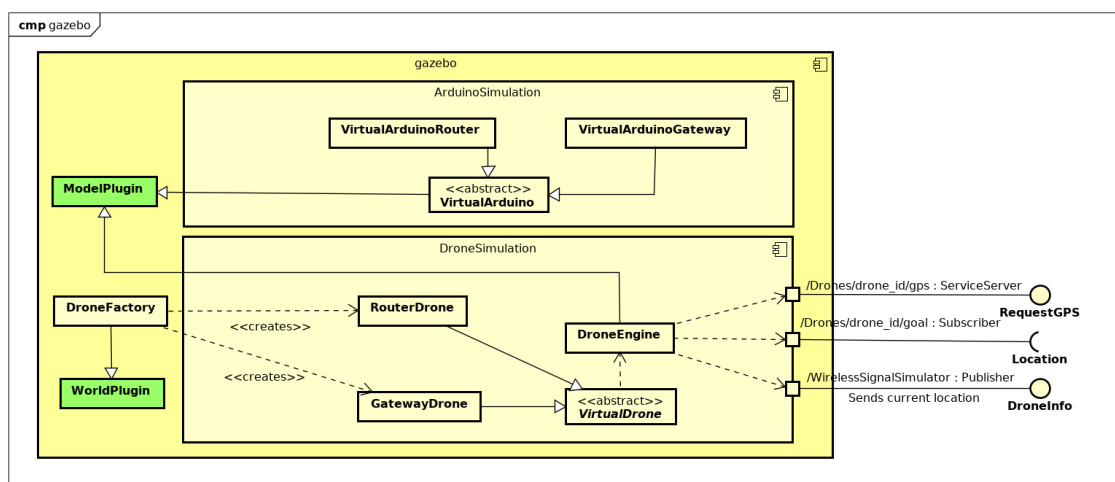 cmp gazebo
gazebo
ArduinoSimulation
VirtualArduinoRouter
VirtualArduinoGateway
ModelPlugin
<<abstract>>
VirtualArduino
DroneSimulation
DroneFactory
RouterDrone
<<creates>>
DroneEngine
/Drones/drone_id/gps : ServiceServer
RequestGPS
/Drones/drone_id/goal : Subscriber
Location
<<creates>>
WorldPlugin
GatewayDrone
<<abstract>>
VirtualDrone
/WirelessSignalSimulator : Publisher
Sends current location
DroneInfo